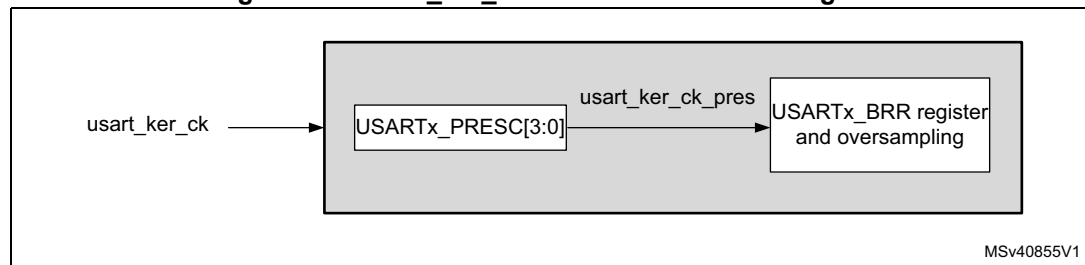 usart_ker_ck
USARTx_PRESC[3:0]
usart_ker_ck_pres
USARTx_BRR register
and oversampling
MSv40855V1